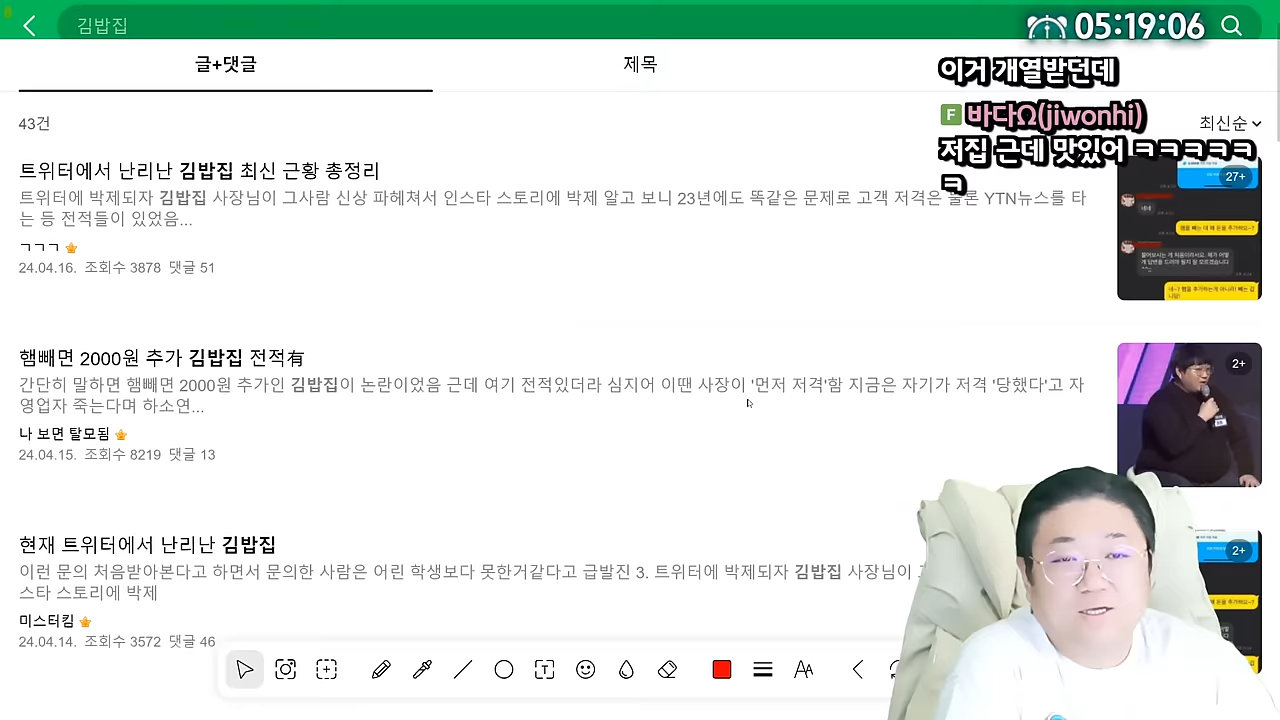 김밥집
05:19:06
글+댓글
제목
이거 개열받던데
F 바다Ω(jiwonhi)
저집 근데 맛있어 ㅋㅋㅋㅋㅋ
ㅋ
43건
최신순
트위터에서 난리난 김밥집 최신 근황 총정리
트위터에 박제되자 김밥집 사장님이 그사람 신상 파헤쳐서 인스타 스토리에 박제 알고 보니 23년에도 똑같은 문제로 고객 저격은 물론 YTN뉴스를 타
는 등 전적들이 있었음...
ㄱㄱㄱ
24.04.16. 조회수 3878 댓글 51
27+
햄빼면 2000원 추가 김밥집 전적有
간단히 말하면 햄빼면 2000원 추가인 김밥집이 논란이었음 근데 여기 전적있더라 심지어 이땐 사장이 '먼저 저격'함 지금은 자기가 저격 '당했다'고 자
영업자 죽는다며 하소연...
나 보면 탈모됨
24.04.15. 조회수 8219 댓글 13
2+
현재 트위터에서 난리난 김밥집
이런 문의 처음받아본다고 하면서 문의한 사람은 어린 학생보다 못한거같다고 급발진 3. 트위터에 박제되자 김밥집 사장님이
스타 스토리에 박제
미스터킴
24.04.14. 조회수 3572 댓글 46
2+